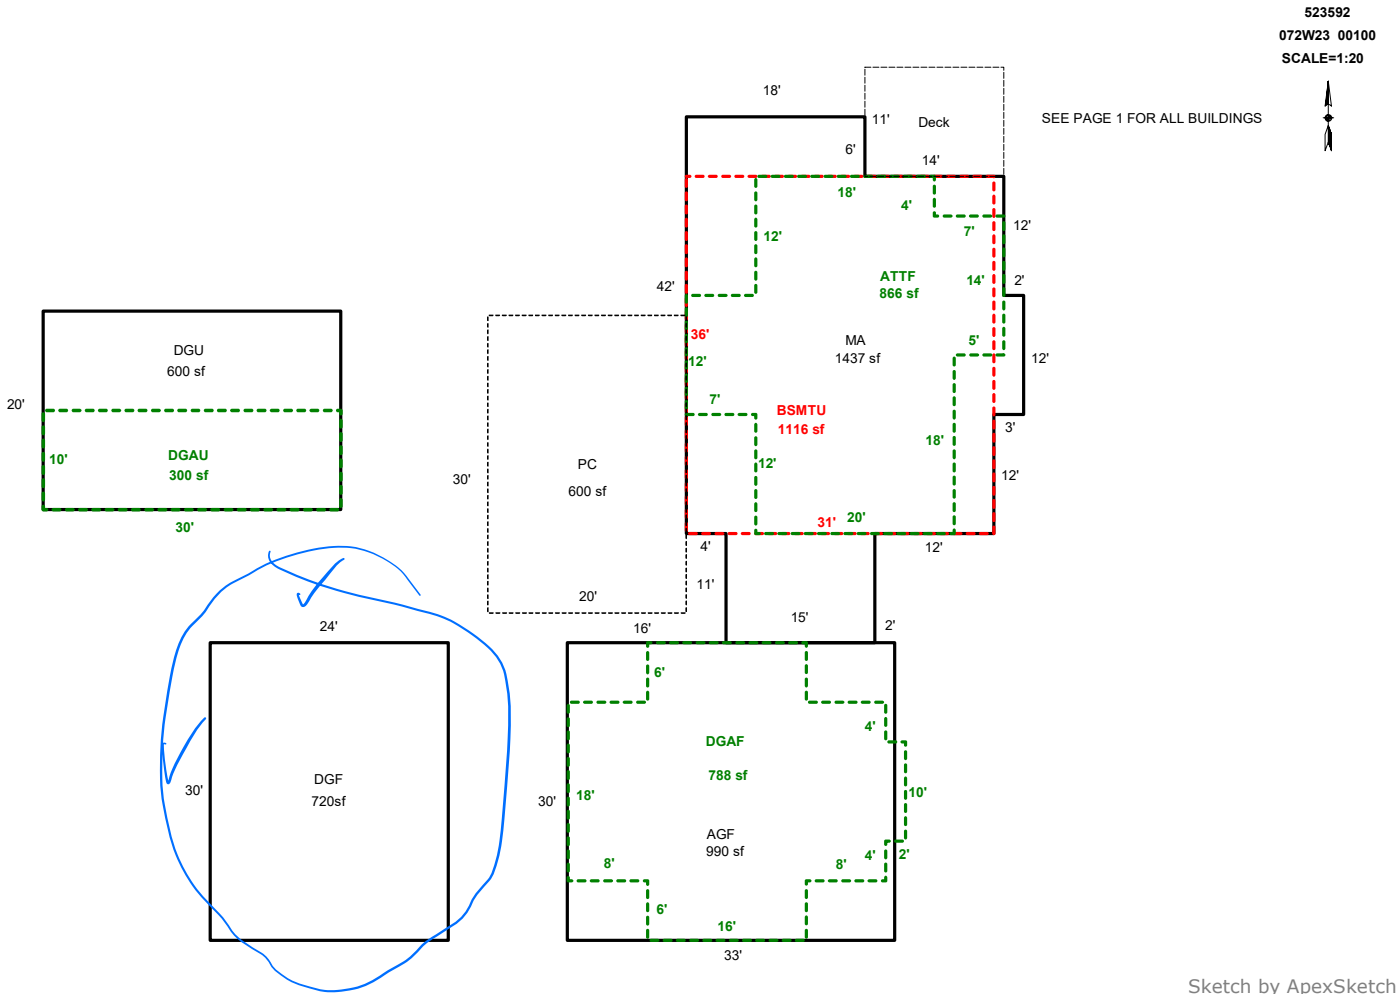 523592
072W23 00100
SCALE=1:20
SEE PAGE 1 FOR ALL BUILDINGS
18'
11'
Deck
6'
14'
18'
4'
7'
12'
12'
ATTF
866 sf
14'
2'
42'
36'
MA
1437 sf
5'
12'
12'
7'
BSMTU
1116 sf
3'
18'
12'
12'
31'
20'
4'
12'
DGU
600 sf
20'
DGAU
300 sf
10'
30'
PC
600 sf
30'
20'
11'
15'
2'
16'
24'
30'
DGF
720sf
6'
4'
DGAF
788 sf
30'
18'
10'
AGF
990 sf
8'
8'
4'
2'
6'
16'
33'
Sketch by ApexSketch